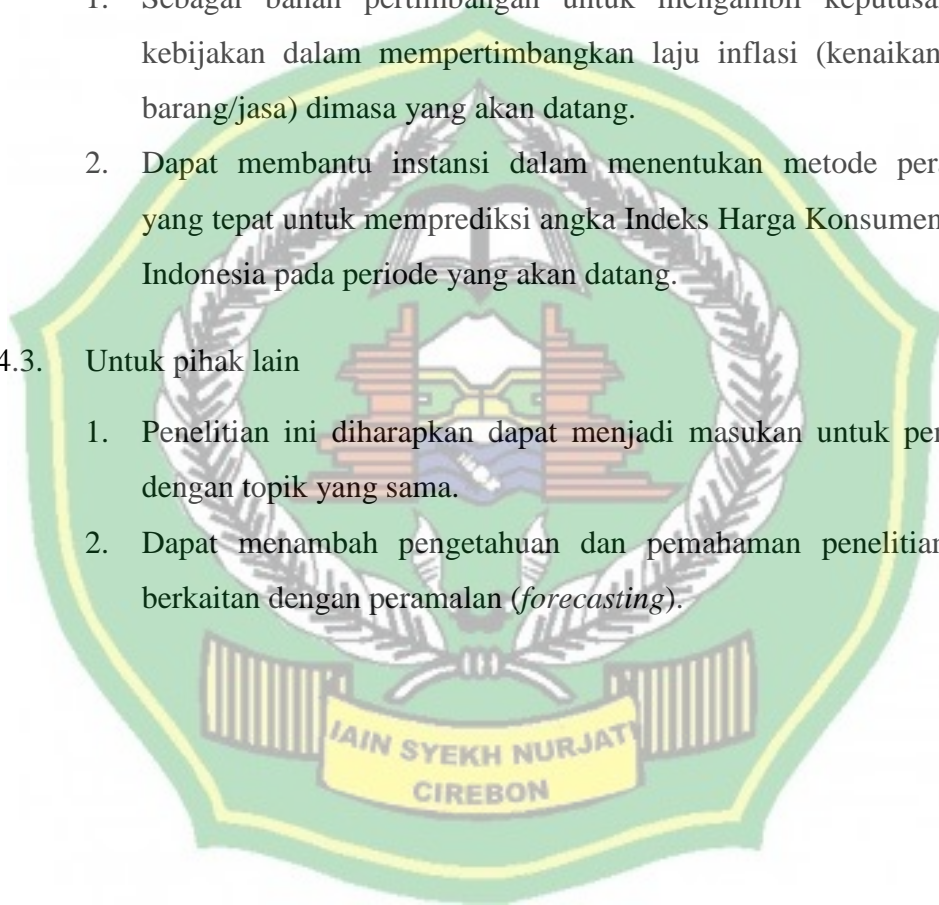 1. Sebagai bahan pertimbangan untuk mengambil
kebijakan dalam mempertimbangkan laju inflasi (kenaikan
barang/jasa) dimasa yang akan datang.
2. Dapat membantu instansi dalam menentukan metode
yang tepat untuk memprediksi angka Indeks Harga Konsumen
Indonesia pada periode yang akan datang.
4.3. Untuk pihak lain
1. Penelitian ini diharapkan dapat menjadi masukan untuk
dengan topik yang sama.
2. Dapat menambah pengetahuan dan pemahaman penelitian
berkaitan dengan peramalan (forecasting).
IAIN SYEKH NURJATI
CIREBON